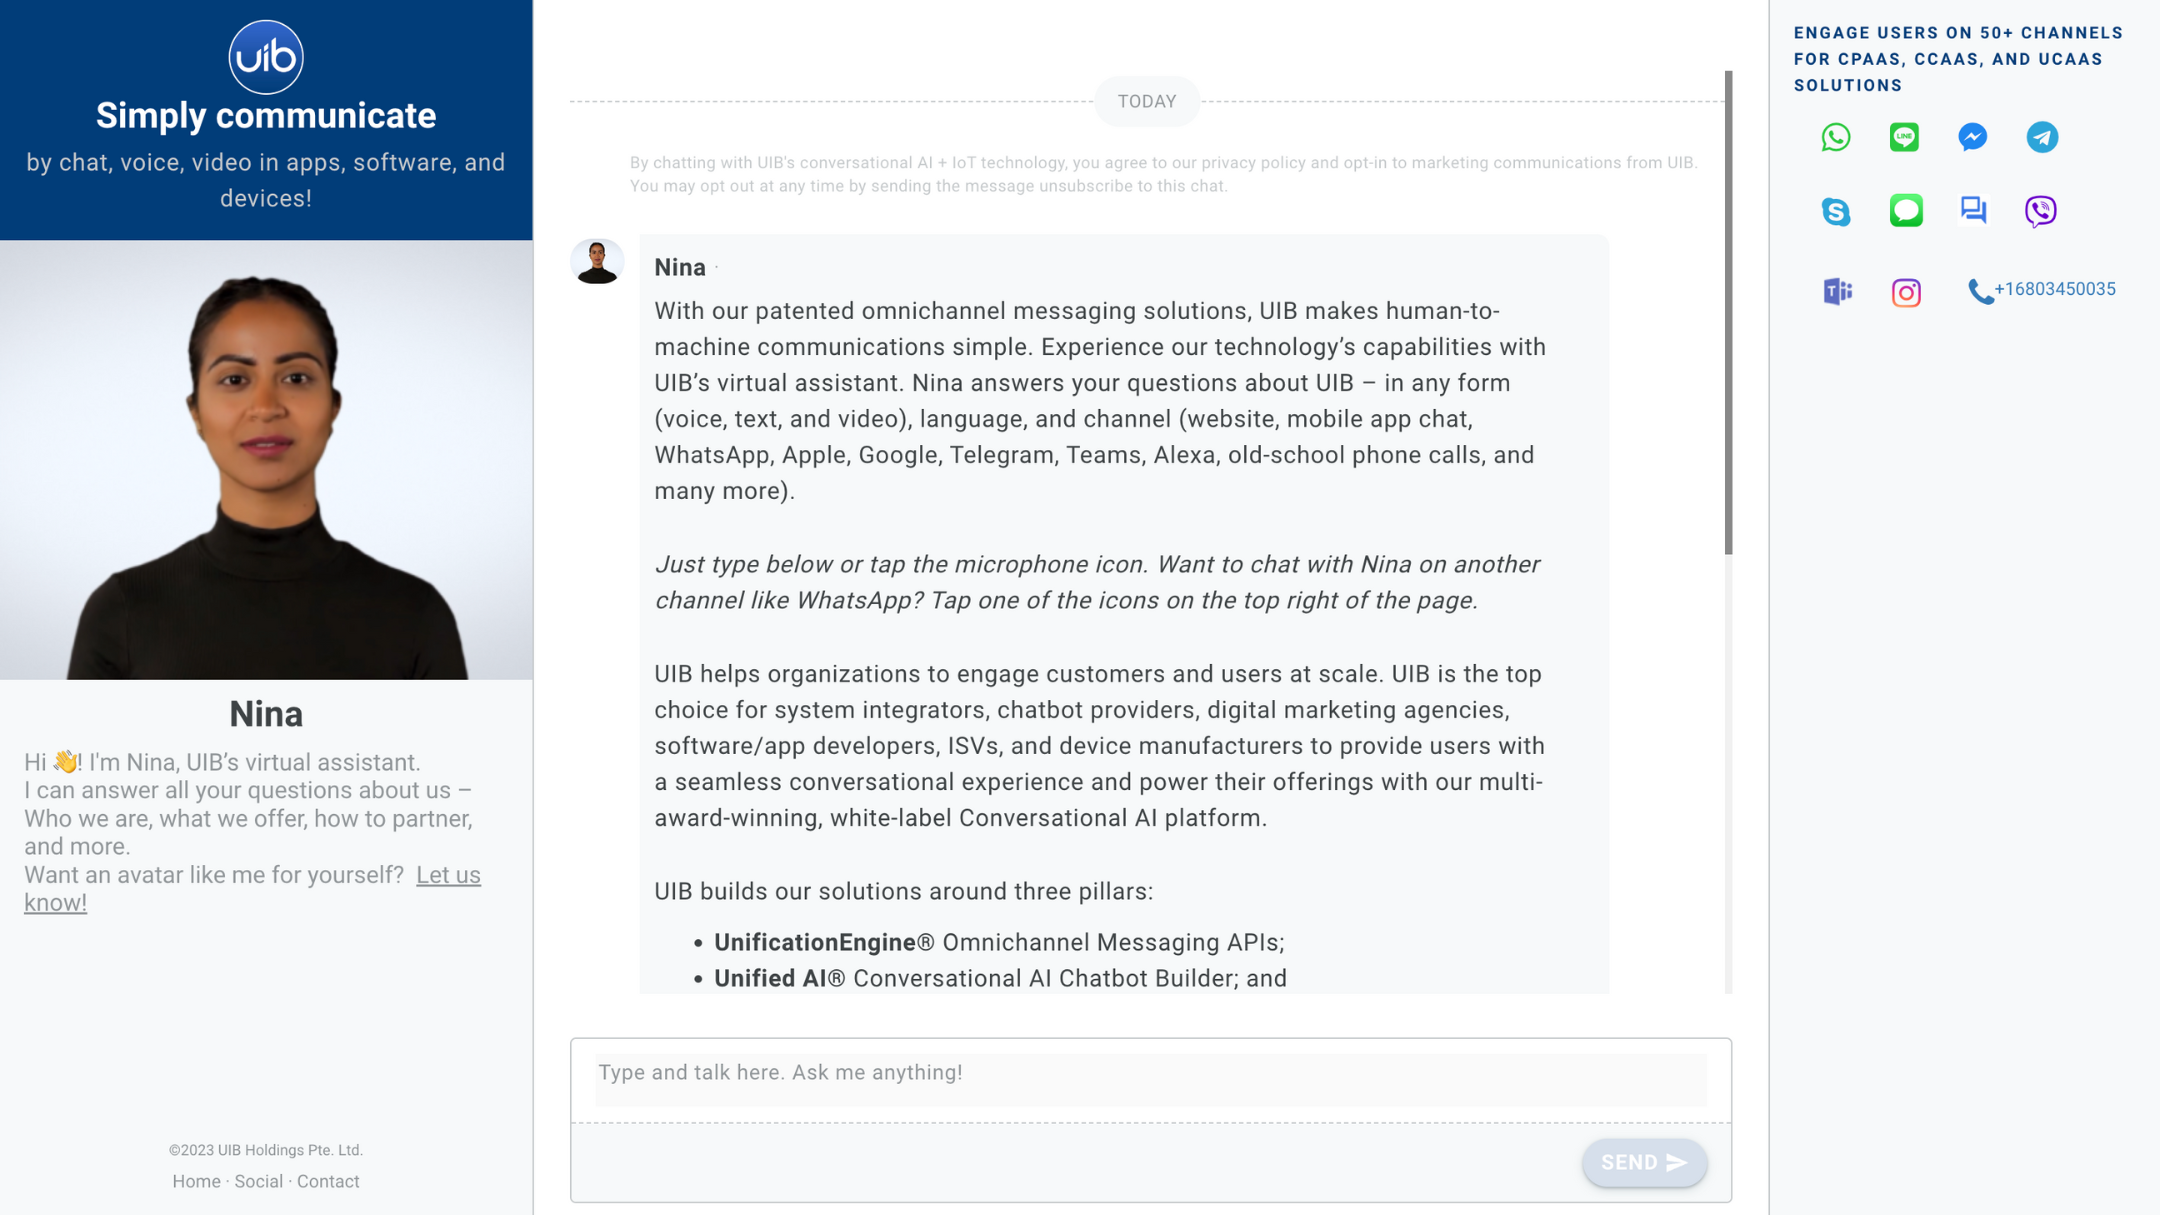 uib
Simply communicate
by chat, voice, video in apps, software, and
devices!
Nina
Hi 👋! I'm Nina, UIB’s virtual assistant.
I can answer all your questions about us –
Who we are, what we offer, how to partner,
and more.
Want an avatar like me for yourself? Let us
know!
©2023 UIB Holdings Pte. Ltd.
Home · Social · Contact
TODAY
By chatting with UIB's conversational AI + IoT technology, you agree to our privacy policy and opt-in to marketing communications from UIB.
You may opt out at any time by sending the message unsubscribe to this chat.
Nina ·
With our patented omnichannel messaging solutions, UIB makes human-to-
machine communications simple. Experience our technology’s capabilities with
UIB’s virtual assistant. Nina answers your questions about UIB – in any form
(voice, text, and video), language, and channel (website, mobile app chat,
WhatsApp, Apple, Google, Telegram, Teams, Alexa, old-school phone calls, and
many more).
Just type below or tap the microphone icon. Want to chat with Nina on another
channel like WhatsApp? Tap one of the icons on the top right of the page.
UIB helps organizations to engage customers and users at scale. UIB is the top
choice for system integrators, chatbot providers, digital marketing agencies,
software/app developers, ISVs, and device manufacturers to provide users with
a seamless conversational experience and power their offerings with our multi-
award-winning, white-label Conversational AI platform.
UIB builds our solutions around three pillars:
• UnificationEngine® Omnichannel Messaging APIs;
• Unified AI® Conversational AI Chatbot Builder; and
Type and talk here. Ask me anything!
SEND
ENGAGE USERS ON 50+ CHANNELS
FOR CPAAS, CCAAS, AND UCAAS
SOLUTIONS
LINE
+16803450035